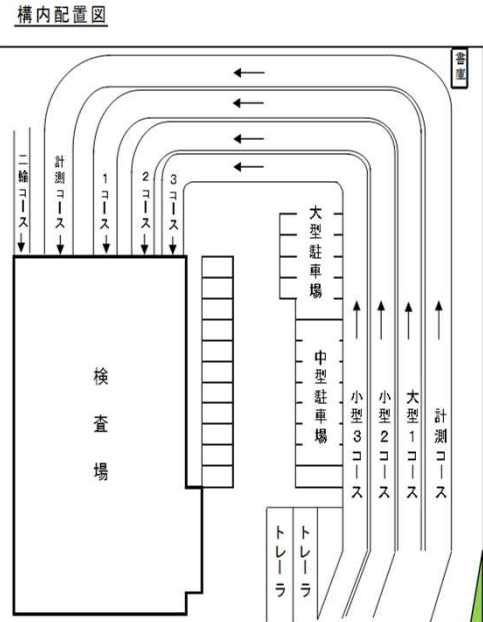 構内配置図
書庫
二輪コース
計測コース
1コース
2コース
3コース
大型駐車場
中型駐車場
検査場
小型3コース
小型2コース
大型1コース
計測コース
トレーラ
トレーラ